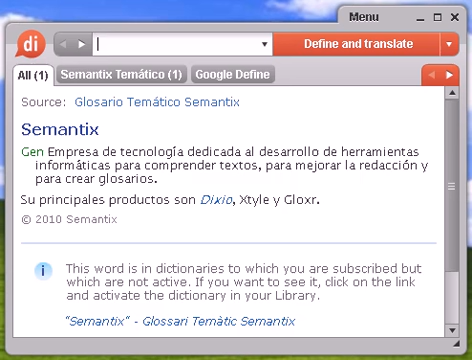 Menu
di
Define and translate
All (1) Semantix Temático (1) Google Define
Source: Glosario Temático Semantix
Semantix
Gen Empresa de tecnología dedicada al desarrollo de herramientas
informáticas para comprender textos, para mejorar la redacción y
para crear glosarios.
Su principales productos son Dixio, Xtyle y Gloxr.
© 2010 Semantix
i
This word is in dictionaries to which you are subscribed but
which are not active. If you want to see it, click on the link
and activate the dictionary in your Library.
"Semantix" - Glossari Temàtic Semantix